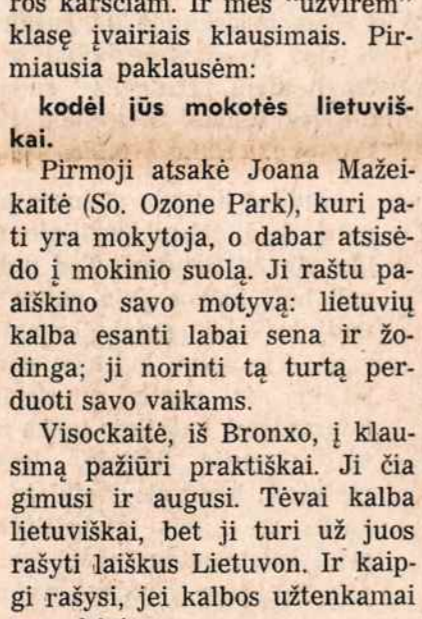 ros karščiam. Ir mes "užvirėm"
klasę įvairiais klausimais. Pir-
miausia paklausėm:
kodėl jūs mokotės lietuviš-
kai.
Pirmoji atsakė Joana Mažei-
kaitė (So. Ozone Park), kuri pa-
ti yra mokytoja, o dabar atsisė-
do į mokinio suolą. Ji raštu pa-
aiškino savo motyvą: lietuvių
kalba esanti labai sena ir žo-
dinga; ji norinti tą turtą per-
duoti savo vaikams.
Visockaitė, iš Bronxo, į klau-
simą pažiūri praktiškai. Ji čia
gimusi ir augusi. Tėvai kalba
lietuviškai, bet ji turi už juos
rašyti laiškus Lietuvon. Ir kaip-
gi rašysi, jei kalbos užtenkamai